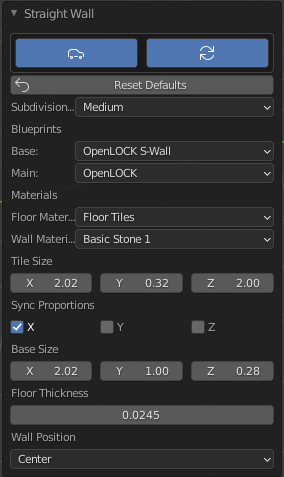 Straight Wall
Reset Defaults
Subdivision... Medium
Blueprints
Base: OpenLOCK S-Wall
Main: OpenLOCK
Materials
Floor Mater... Floor Tiles
Wall Materi... Basic Stone 1
Tile Size
X 2.02 Y 0.32 Z 2.00
Sync Proportions
X Y Z
Base Size
X 2.02 Y 1.00 Z 0.28
Floor Thickness
0.0245
Wall Position
Center